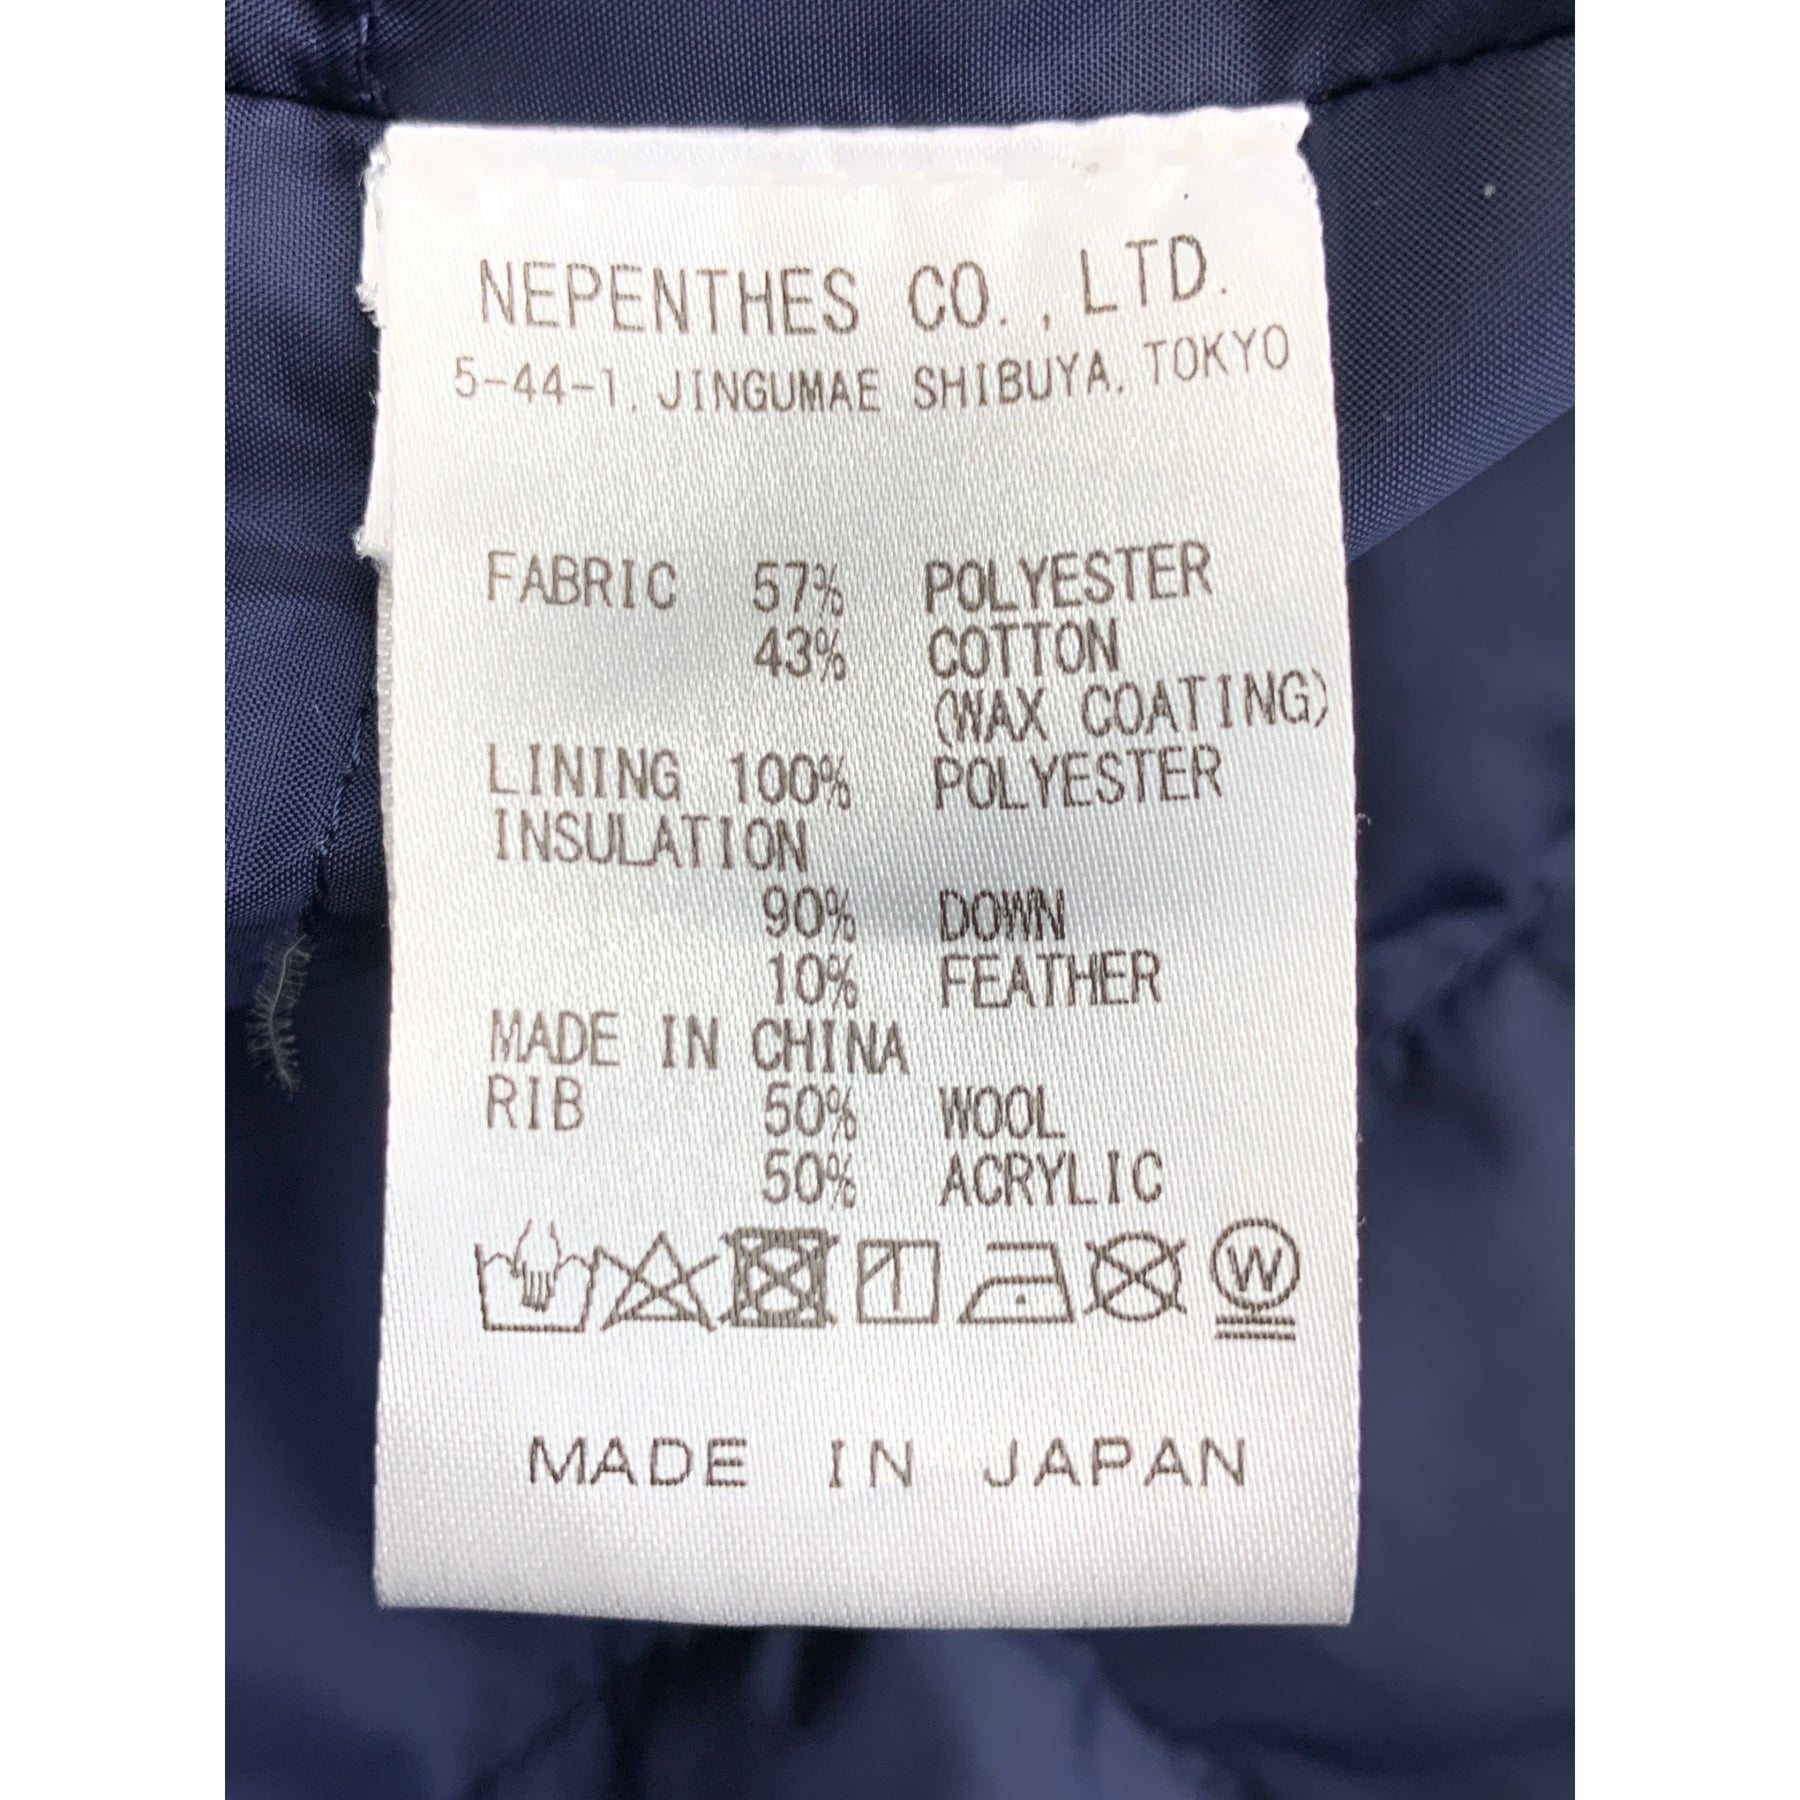 NEPENTHES CO., LTD.
5-44-1, JINGUMAE SHIBUYA, TOKYO
FABRIC 57% POLYESTER
43% COTTON
(WAX COATING)
LINING 100% POLYESTER
INSULATION
90% DOWN
10% FEATHER
MADE IN CHINA
RIB 50% WOOL
50% ACRYLIC
W
MADE IN JAPAN